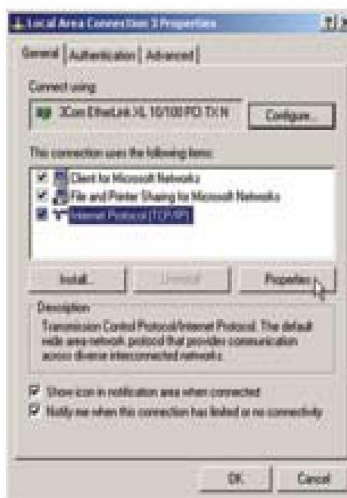 Local Area Connection 3 Properties
General Authentication Advanced
Connect using:
3Com EtherLink XL 10/100 PCI TX N Configure...
This connection uses the following items:
Client for Microsoft Networks
File and Printer Sharing for Microsoft Networks
Internet Protocol (TCP/IP)
Install... Uninstall Properties
Description
Transmission Control Protocol/Internet Protocol. The default
wide area network protocol that provides communication
across diverse interconnected networks.
Show icon in notification area when connected
Notify me when this connection has limited or no connectivity
OK Cancel